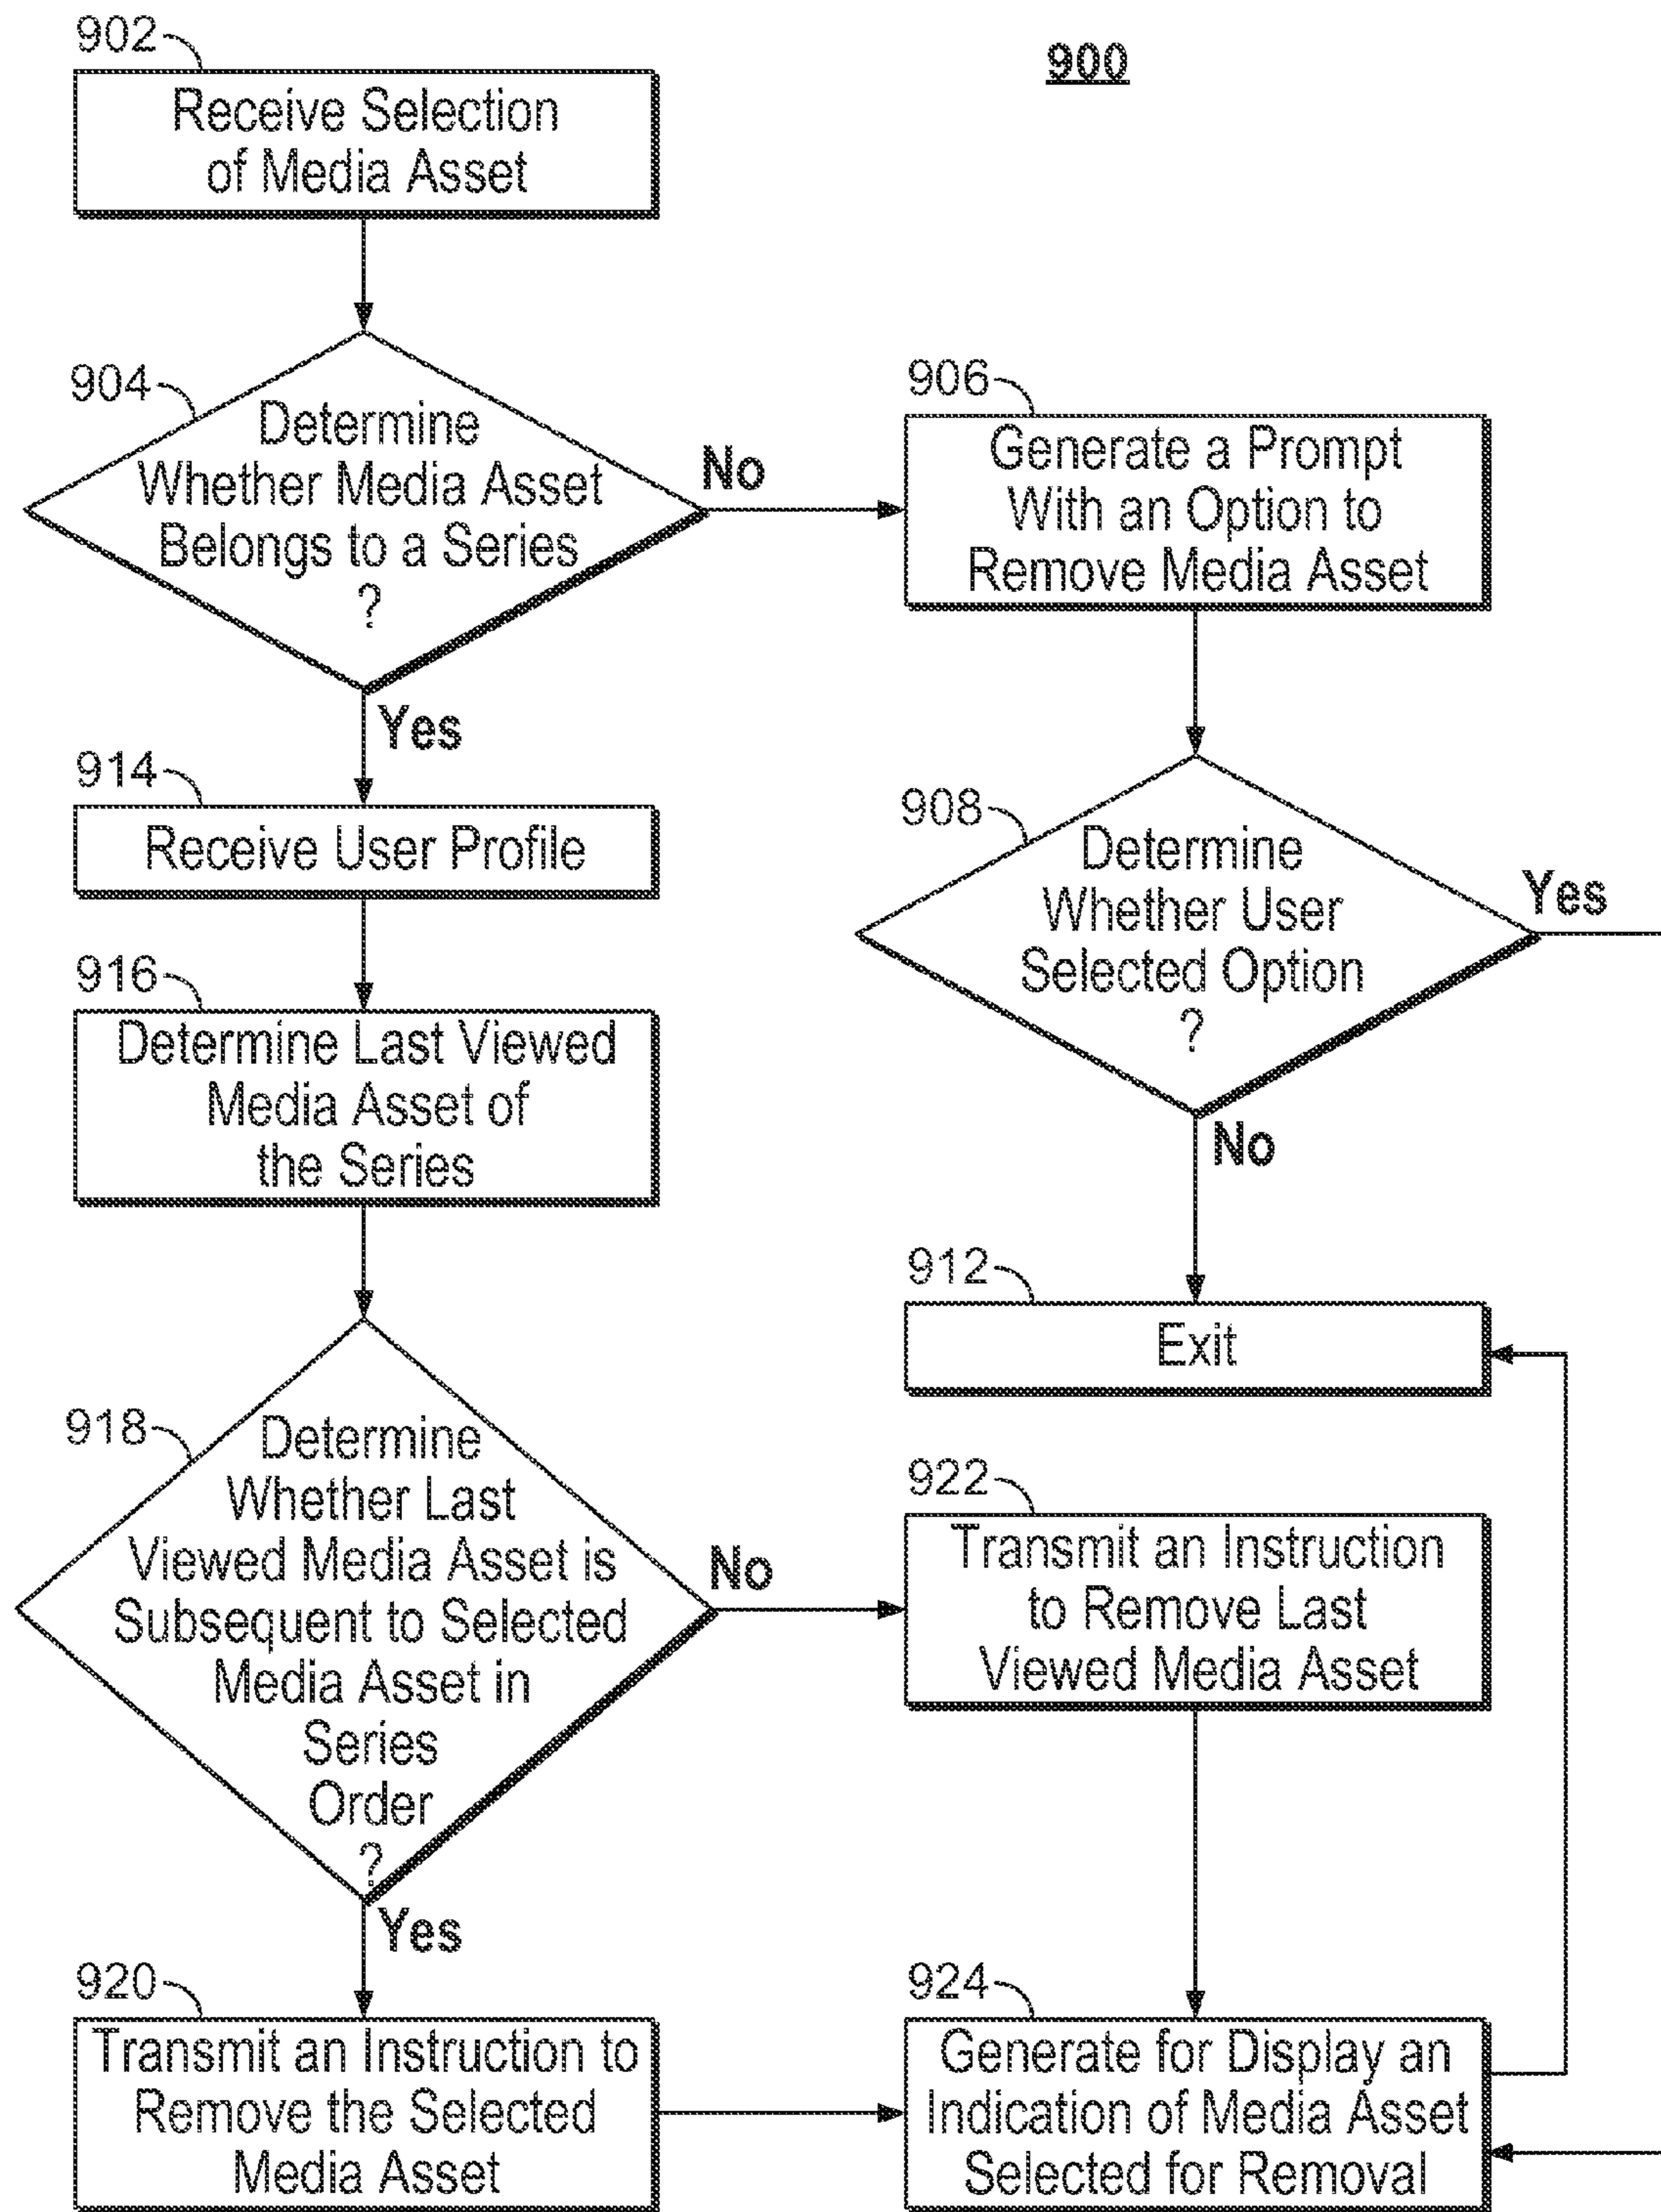 900
902
Receive Selection
of Media Asset
904
Determine
Whether Media Asset
Belongs to a Series
?
No
Yes
906
Generate a Prompt
With an Option to
Remove Media Asset
908
Determine
Whether User
Selected Option
?
Yes
No
912
Exit
914
Receive User Profile
916
Determine Last Viewed
Media Asset of
the Series
918
Determine
Whether Last
Viewed Media Asset is
Subsequent to Selected
Media Asset in
Series
Order
?
No
Yes
922
Transmit an Instruction
to Remove Last
Viewed Media Asset
920
Transmit an Instruction to
Remove the Selected
Media Asset
924
Generate for Display an
Indication of Media Asset
Selected for Removal